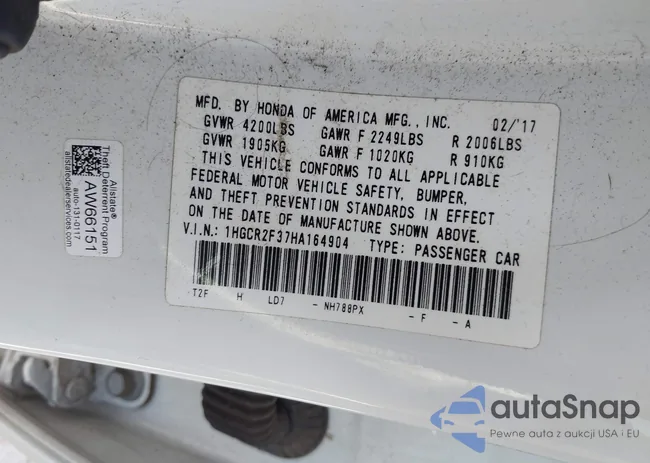 MFD. BY HONDA OF AMERICA MFG., INC. 02/'17
GVWR 4200LBS GAWR F 2249LBS R 2006LBS
GVWR 1905KG GAWR F 1020KG R 910KG
THIS VEHICLE CONFORMS TO ALL APPLICABLE
FEDERAL MOTOR VEHICLE SAFETY, BUMPER,
AND THEFT PREVENTION STANDARDS IN EFFECT
ON THE DATE OF MANUFACTURE SHOWN ABOVE.
V.I.N.: 1HGCR2F37HA164904 TYPE: PASSENGER CAR
T2F H LD7 - NH788PX - F - A
Allstate®
Theft Deterrent Program
AW66151
auto-131-0117
allstatedealerservices.com
autaSnap
Pewne auta z aukcji USA i EU